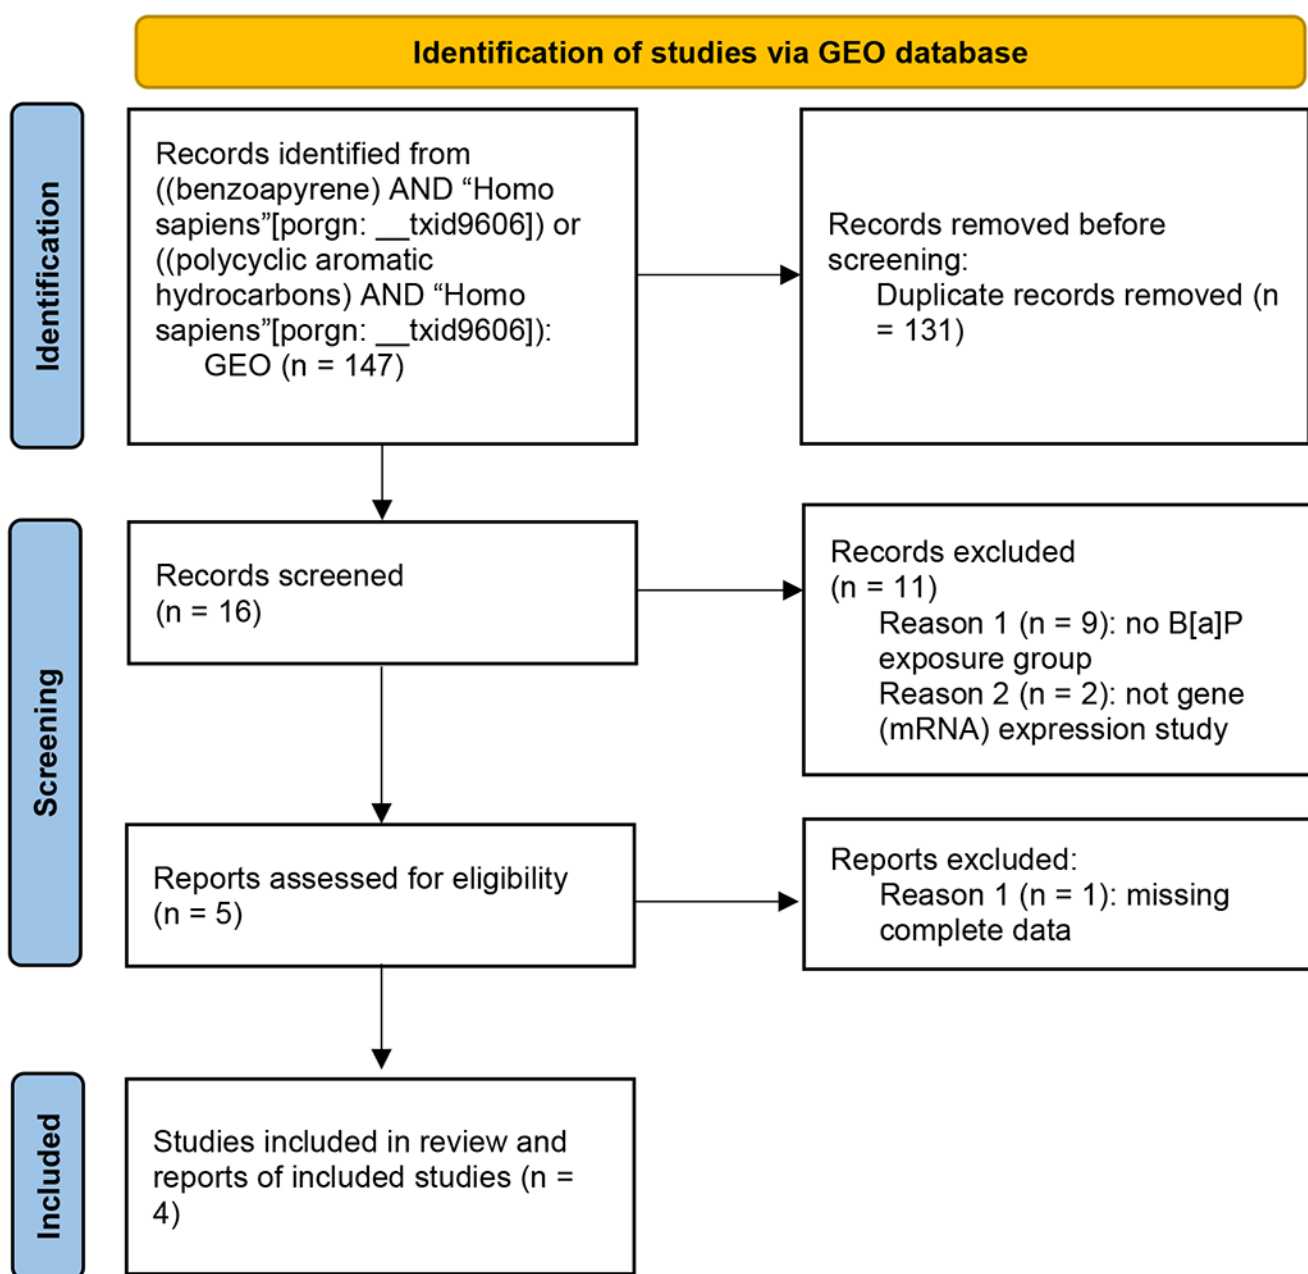 Identification of studies via GEO database
Identification
Records identified from
((benzoapyrene) AND “Homo
sapiens”[porgn: __txid9606]) or
((polycyclic aromatic
hydrocarbons) AND “Homo
sapiens”[porgn: __txid9606]):
GEO (n = 147)
Records removed before
screening:
Duplicate records removed (n
= 131)
Screening
Records screened
(n = 16)
Records excluded
(n = 11)
Reason 1 (n = 9): no B[a]P
exposure group
Reason 2 (n = 2): not gene
(mRNA) expression study
Reports assessed for eligibility
(n = 5)
Reports excluded:
Reason 1 (n = 1): missing
complete data
Included
Studies included in review and
reports of included studies (n =
4)